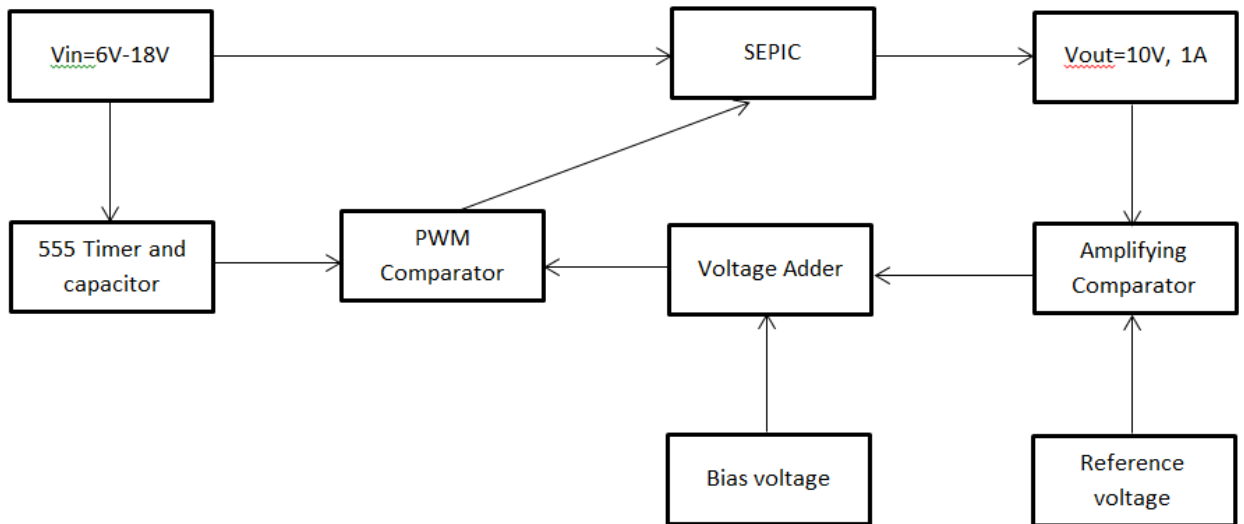 Vin=6V-18V
SEPIC
Vout=10V, 1A
555 Timer and
capacitor
PWM
Comparator
Voltage Adder
Amplifying
Comparator
Bias voltage
Reference
voltage